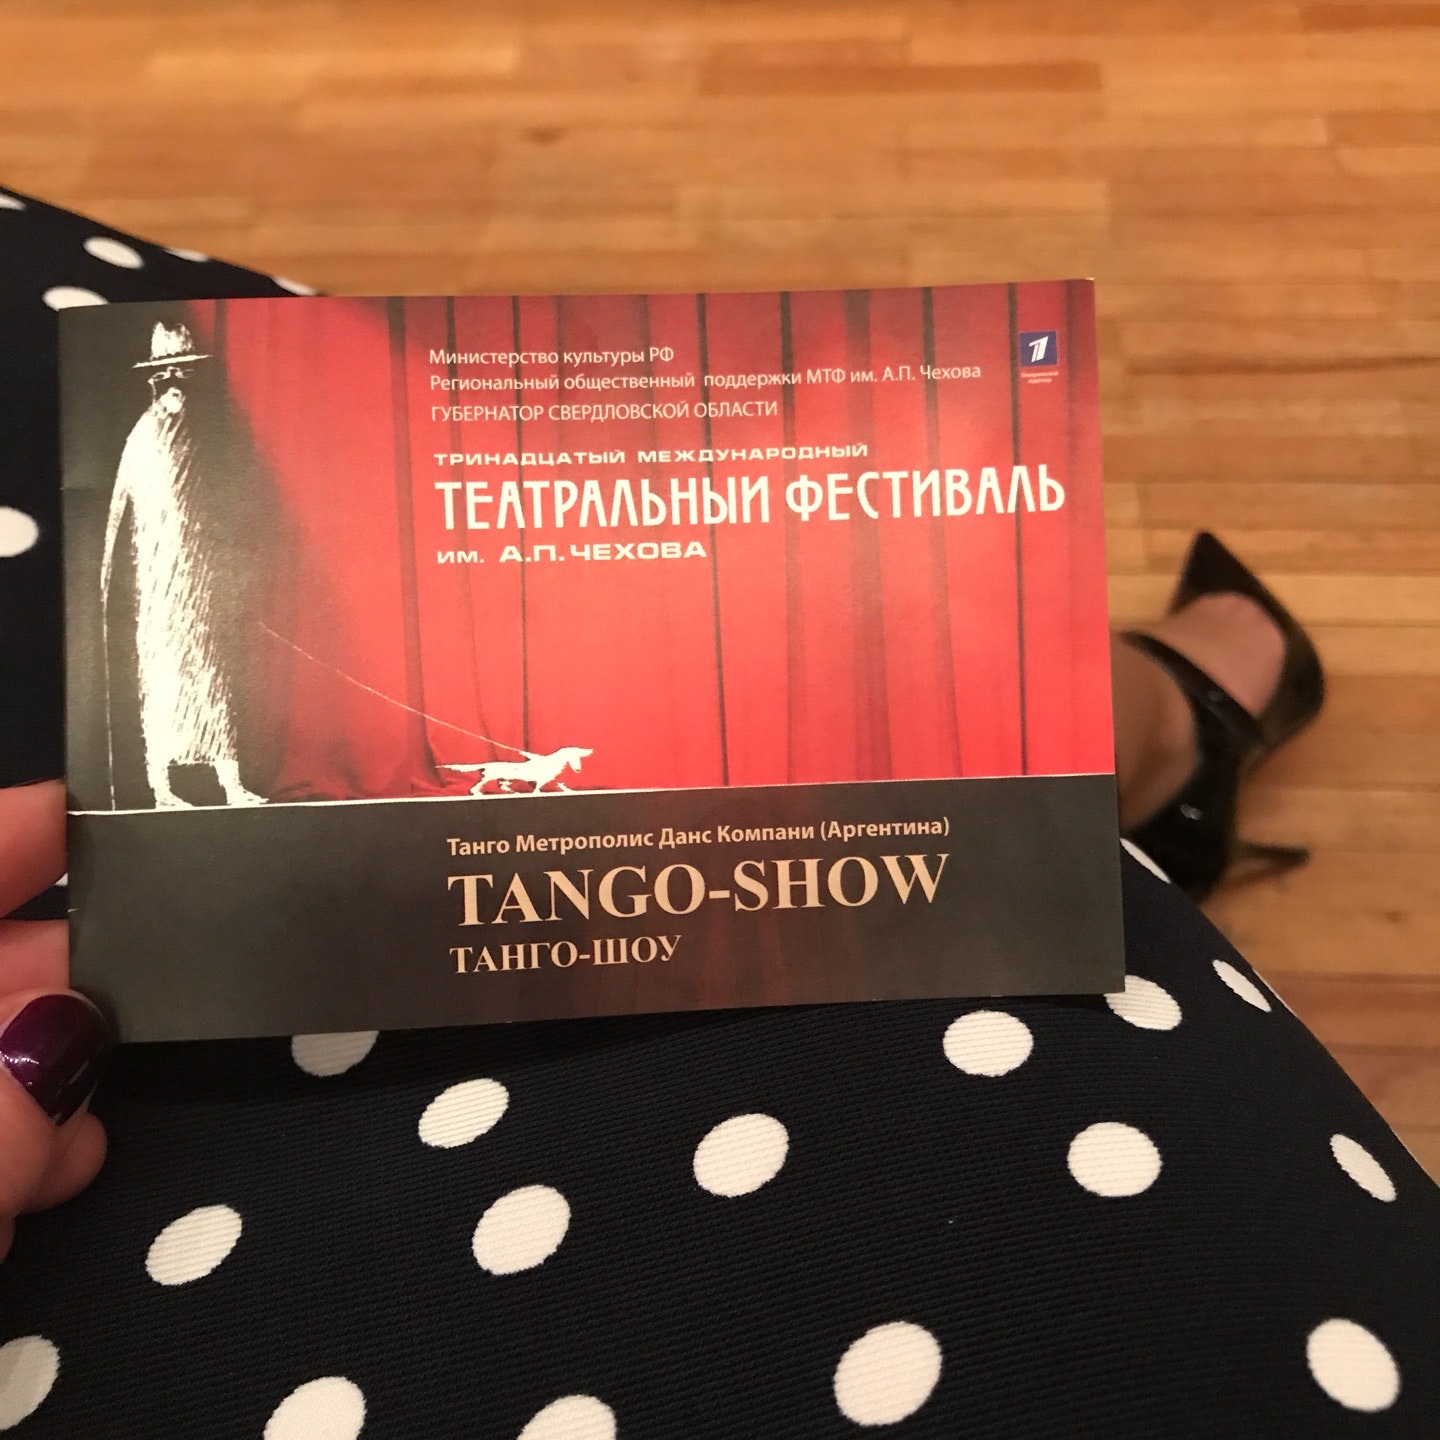 Министерство культуры РФ
Региональный общественный поддержки МТФ им. А.П. Чехова
ГУБЕРНАТОР СВЕРДЛОВСКОЙ ОБЛАСТИ
ТРИНАДЦАТЫЙ МЕЖДУНАРОДНЫЙ
ТЕАТРАЛЬНЫЙ ФЕСТИВАЛЬ
ИМ. А.П. ЧЕХОВА
1
Танго Метрополис Данс Компани (Аргентина)
TANGO-SHOW
ТАНГО-ШОУ